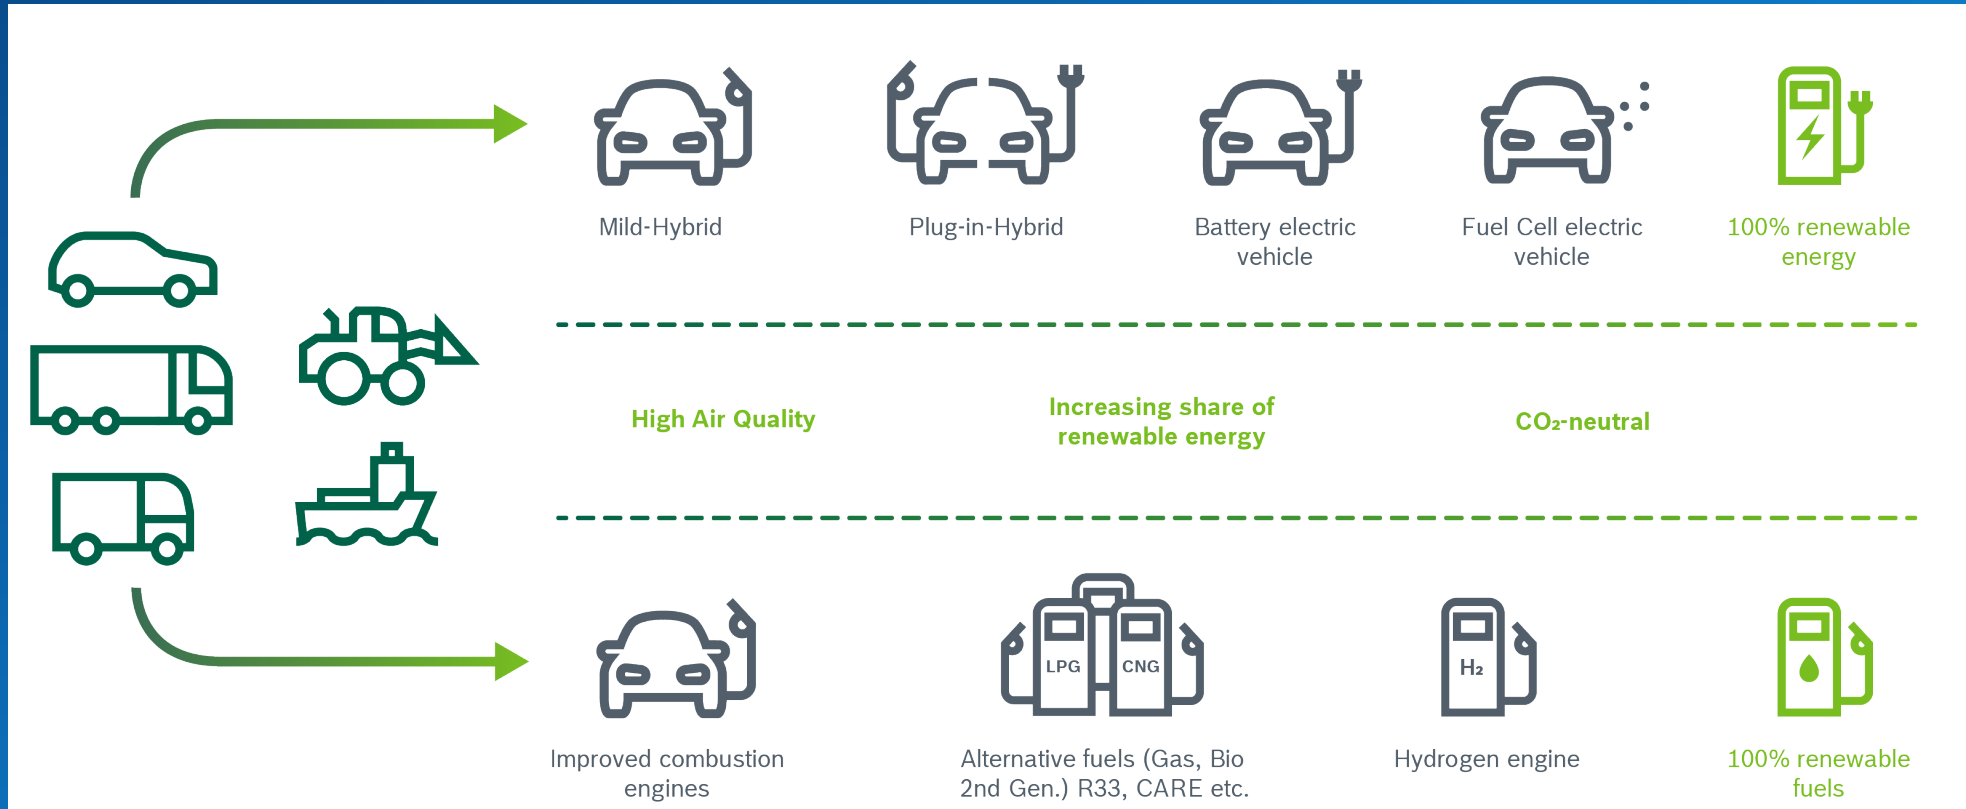 Mild-Hybrid
Plug-in-Hybrid
Battery electric
vehicle
Fuel Cell electric
vehicle
100% renewable
energy
High Air Quality
Increasing share of
renewable energy
CO₂-neutral
LPG
CNG
H₂
Improved combustion
engines
Alternative fuels (Gas, Bio
2nd Gen.) R33, CARE etc.
Hydrogen engine
100% renewable
fuels